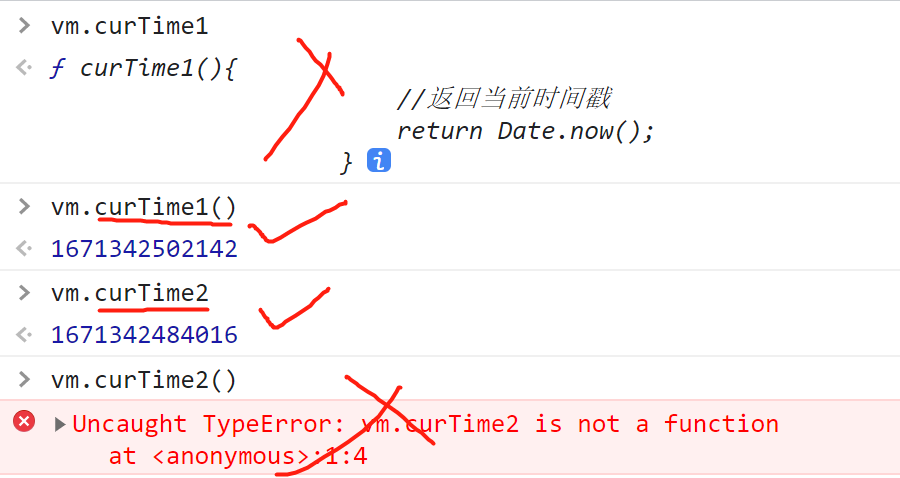 vm.curTime1
ƒ curTime1(){
//返回当前时间戳
return Date.now();
} i
vm.curTime1()
1671342502142
vm.curTime2
1671342484016
vm.curTime2()
Uncaught TypeError: vm.curTime2 is not a function
at <anonymous>:1:4